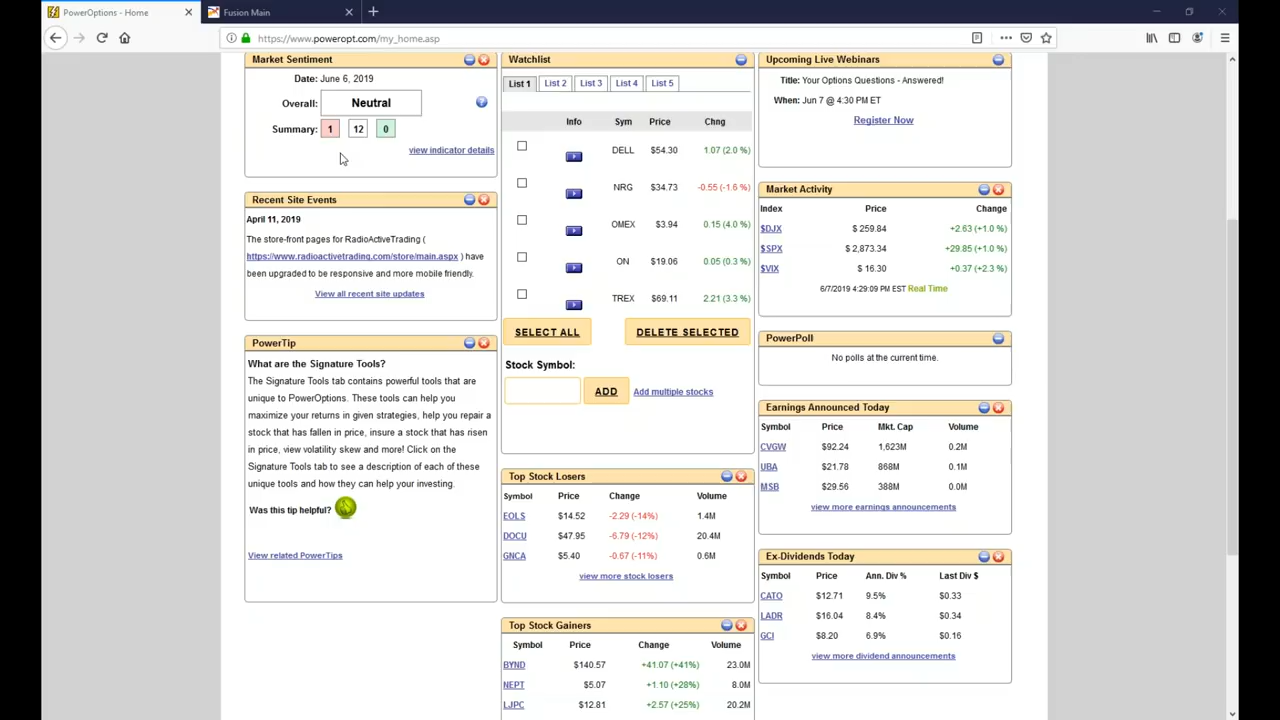 PowerOptions - Home
Fusion Main
https://www.poweropt.com/my_home.asp
Market Sentiment
Date: June 6, 2019
Overall: Neutral
Summary: 1 12 0
view indicator details
Recent Site Events
April 11, 2019
The store-front pages for RadioActiveTrading (
https://www.radioactivetrading.com/store/main.aspx ) have
been upgraded to be responsive and more mobile friendly.
View all recent site updates
PowerTip
What are the Signature Tools?
The Signature Tools tab contains powerful tools that are
unique to PowerOptions. These tools can help you
maximize your returns in given strategies, help you repair a
stock that has fallen in price, insure a stock that has risen
in price, view volatility skew and more! Click on the
Signature Tools tab to see a description of each of these
unique tools and how they can help your investing.
Was this tip helpful?
View related PowerTips
Watchlist
List 1 List 2 List 3 List 4 List 5
Info Sym Price Chng
DELL $54.30 1.07 (2.0 %)
NRG $34.73 -0.55 (-1.6 %)
OMEX $3.94 0.15 (4.0 %)
ON $19.06 0.05 (0.3 %)
TREX $69.11 2.21 (3.3 %)
SELECT ALL DELETE SELECTED
Stock Symbol:
ADD Add multiple stocks
Top Stock Losers
Symbol Price Change Volume
EOLS $14.52 -2.29 (-14%) 1.4M
DOCU $47.95 -6.79 (-12%) 20.4M
GNCA $5.40 -0.67 (-11%) 0.6M
view more stock losers
Top Stock Gainers
Symbol Price Change Volume
BYND $140.57 +41.07 (+41%) 23.0M
NEPT $5.07 +1.10 (+28%) 8.0M
LJPC $12.81 +2.57 (+25%) 20.2M
Upcoming Live Webinars
Title: Your Options Questions - Answered!
When: Jun 7 @ 4:30 PM ET
Register Now
Market Activity
Index Price Change
$DJX $ 259.84 +2.63 (+1.0 %)
$SPX $ 2,873.34 +29.85 (+1.0 %)
$VIX $ 16.30 +0.37 (+2.3 %)
6/7/2019 4:29:09 PM EST Real Time
PowerPoll
No polls at the current time.
Earnings Announced Today
Symbol Price Mkt. Cap Volume
CVGW $92.24 1,623M 0.2M
UBA $21.78 868M 0.1M
MSB $29.56 388M 0.0M
view more earnings announcements
Ex-Dividends Today
Symbol Price Ann. Div % Last Div $
CATO $12.71 9.5% $0.33
LADR $16.04 8.4% $0.34
GCI $8.20 6.9% $0.16
view more dividend announcements